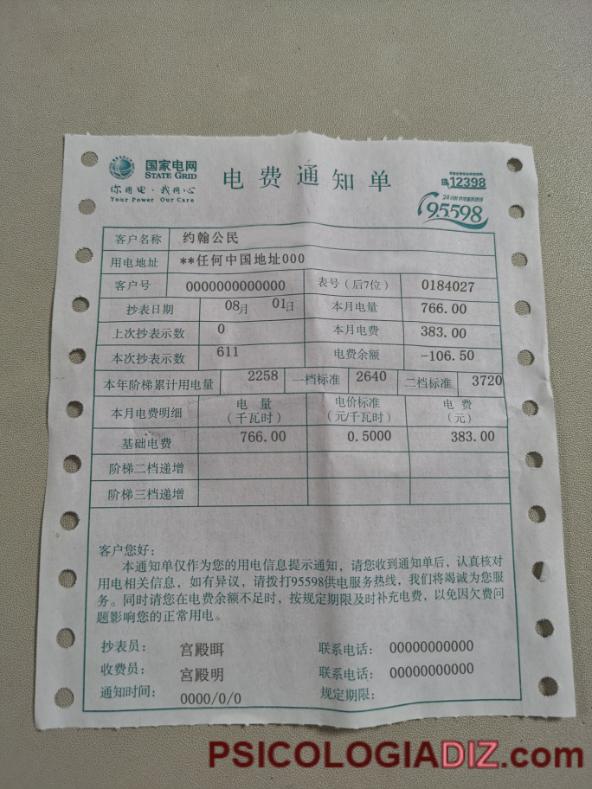 国家电网
STATE GRID
你用电·我用心
Your Power Our Care
电费通知单
12398
24小时供电服务热线
95598
客户名称 约翰公民
用电地址 **任何中国地址000
客户号 0000000000000 表号(后7位) 0184027
抄表日期 08月 01日 本月电量 766.00
上次抄表示数 0 本月电费 383.00
本次抄表示数 611 电费余额 -106.50
本年阶梯累计用电量 2258 一档标准 2640 二档标准 3720
本月电费明细 电 量(千瓦时) 电价标准(元/千瓦时) 电 费(元)
基础电费 766.00 0.5000 383.00
阶梯二档递增
阶梯三档递增
客户您好:
本通知单仅作为您的用电信息提示通知,请您收到通知单后,认真核对
用电相关信息,如有异议,请拨打95598供电服务热线,我们将竭诚为您服
务。同时请您在电费余额不足时,按规定期限及时补充电费,以免因欠费问
题影响您的正常用电。
抄表员: 宫殿眀 联系电话: 00000000000
收费员: 宫殿明 联系电话: 00000000000
通知时间: 0000/0/0 规定期限:
PSICOLOGIADIZ.com